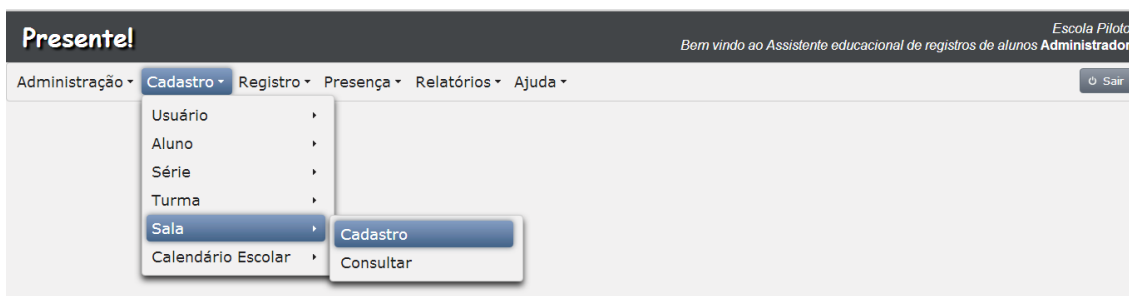 Presente!
Escola Piloto
Bem vindo ao Assistente educacional de registros de alunos Administrador
Administração Cadastro Registro Presença Relatórios Ajuda Sair
Usuário
Aluno
Série
Turma
Sala
Calendário Escolar
Cadastro
Consultar